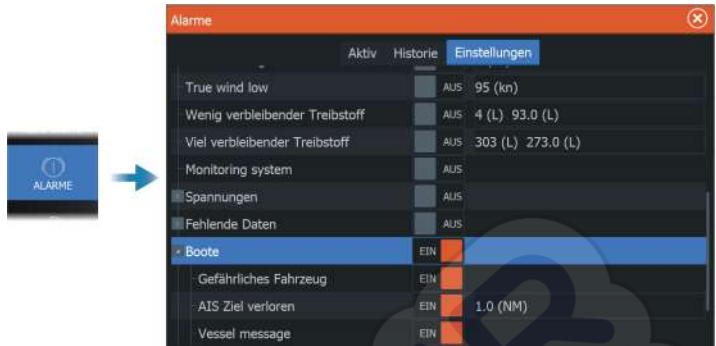 Alarme
Aktiv Historie Einstellungen
True wind low AUS 95 (kn)
Wenig verbleibender Treibstoff AUS 4 (L) 93.0 (L)
Viel verbleibender Treibstoff AUS 303 (L) 273.0 (L)
ALARME
Monitoring system AUS
Spannungen AUS
Fehlende Daten AUS
Boote EIN
Gefährliches Fahrzeug EIN
AIS Ziel verloren EIN 1.0 (NM)
Vessel message EIN